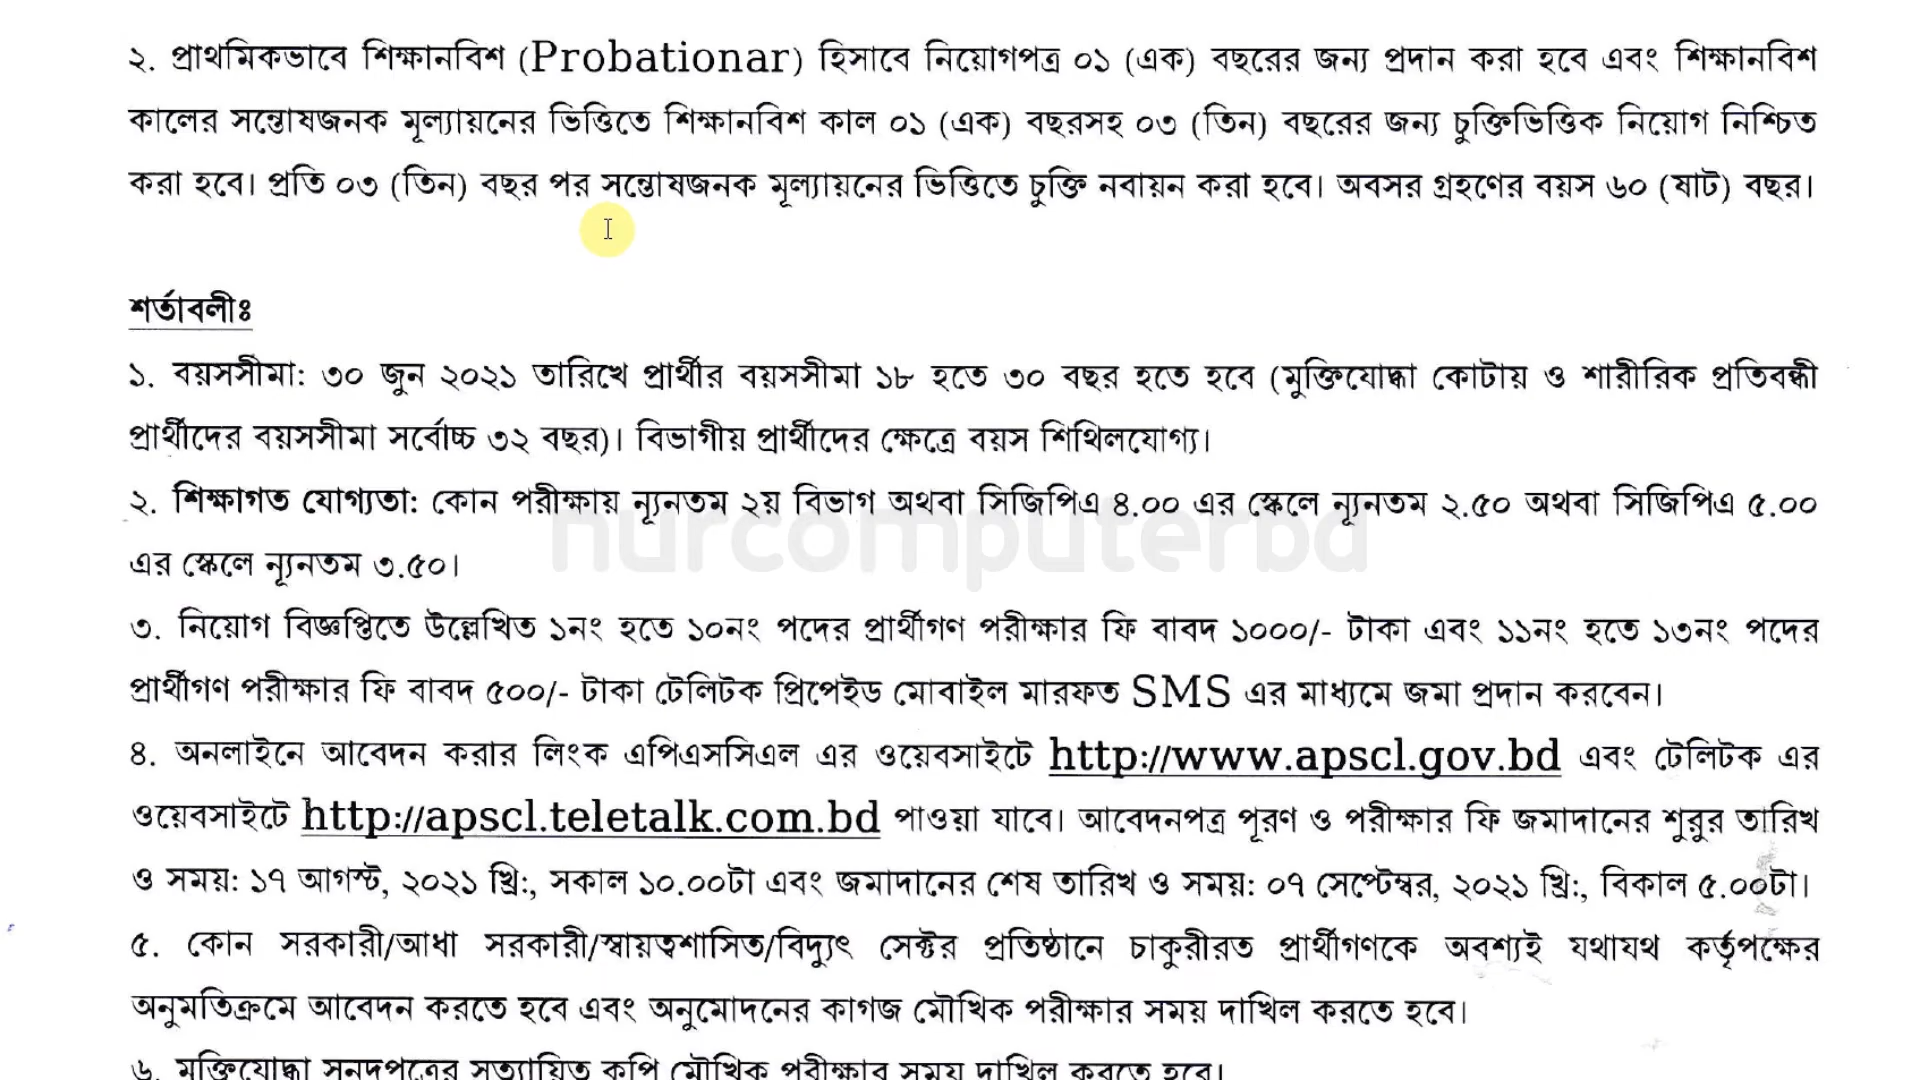 ২. প্রাথমিকভাবে শিক্ষানবিশ (Probationar) হিসাবে নিয়োগপত্র ০১ (এক) বছরের জন্য প্রদান করা হবে এবং শিক্ষানবিশ
কালের সন্তোষজনক মূল্যায়নের ভিত্তিতে শিক্ষানবিশ কাল ০১ (এক) বছরসহ ০৩ (তিন) বছরের জন্য চুক্তিভিত্তিক নিয়োগ নিশ্চিত
করা হবে। প্রতি ০৩ (তিন) বছর পর সন্তোষজনক মূল্যায়নের ভিত্তিতে চুক্তি নবায়ন করা হবে। অবসর গ্রহণের বয়স ৬০ (ষাট) বছর।
শর্তাবলীঃ
১. বয়সসীমা: ৩০ জুন ২০২১ তারিখে প্রার্থীর বয়সসীমা ১৮ হতে ৩০ বছর হতে হবে (মুক্তিযোদ্ধা কোটায় ও শারীরিক প্রতিবন্ধী
প্রার্থীদের বয়সসীমা সর্বোচ্চ ৩২ বছর)। বিভাগীয় প্রার্থীদের ক্ষেত্রে বয়স শিথিলযোগ্য।
২. শিক্ষাগত যোগ্যতা: কোন পরীক্ষায় ন্যূনতম ২য় বিভাগ অথবা সিজিপিএ ৪.০০ এর স্কেলে ন্যূনতম ২.৫০ অথবা সিজিপিএ ৫.০০
nurcomputerbd
এর স্কেলে ন্যূনতম ৩.৫০।
৩. নিয়োগ বিজ্ঞপ্তিতে উল্লেখিত ১নং হতে ১০নং পদের প্রার্থীগণ পরীক্ষার ফি বাবদ ১০০০/- টাকা এবং ১১নং হতে ১৩নং পদের
প্রার্থীগণ পরীক্ষার ফি বাবদ ৫০০/- টাকা টেলিটক প্রিপেইড মোবাইল মারফত SMS এর মাধ্যমে জমা প্রদান করবেন।
৪. অনলাইনে আবেদন করার লিংক এপিএসসিএল এর ওয়েবসাইটে http://www.apscl.gov.bd এবং টেলিটক এর
ওয়েবসাইটে http://apscl.teletalk.com.bd পাওয়া যাবে। আবেদনপত্র পূরণ ও পরীক্ষার ফি জমাদানের শুরুর তারিখ
ও সময়: ১৭ আগস্ট, ২০২১ খ্রি:, সকাল ১০.০০টা এবং জমাদানের শেষ তারিখ ও সময়: ০৭ সেপ্টেম্বর, ২০২১ খ্রি:, বিকাল ৫.০০টা।
৫. কোন সরকারী/আধা সরকারী/স্বায়ত্বশাসিত/বিদ্যুৎ সেক্টর প্রতিষ্ঠানে চাকুরীরত প্রার্থীগণকে অবশ্যই যথাযথ কর্তৃপক্ষের
অনুমতিক্রমে আবেদন করতে হবে এবং অনুমোদনের কাগজ মৌখিক পরীক্ষার সময় দাখিল করতে হবে।
৬. মুক্তিযোদ্ধা সনদপত্রের সত্যায়িত কপি মৌখিক পরীক্ষার সময় দাখিল করতে হবে।